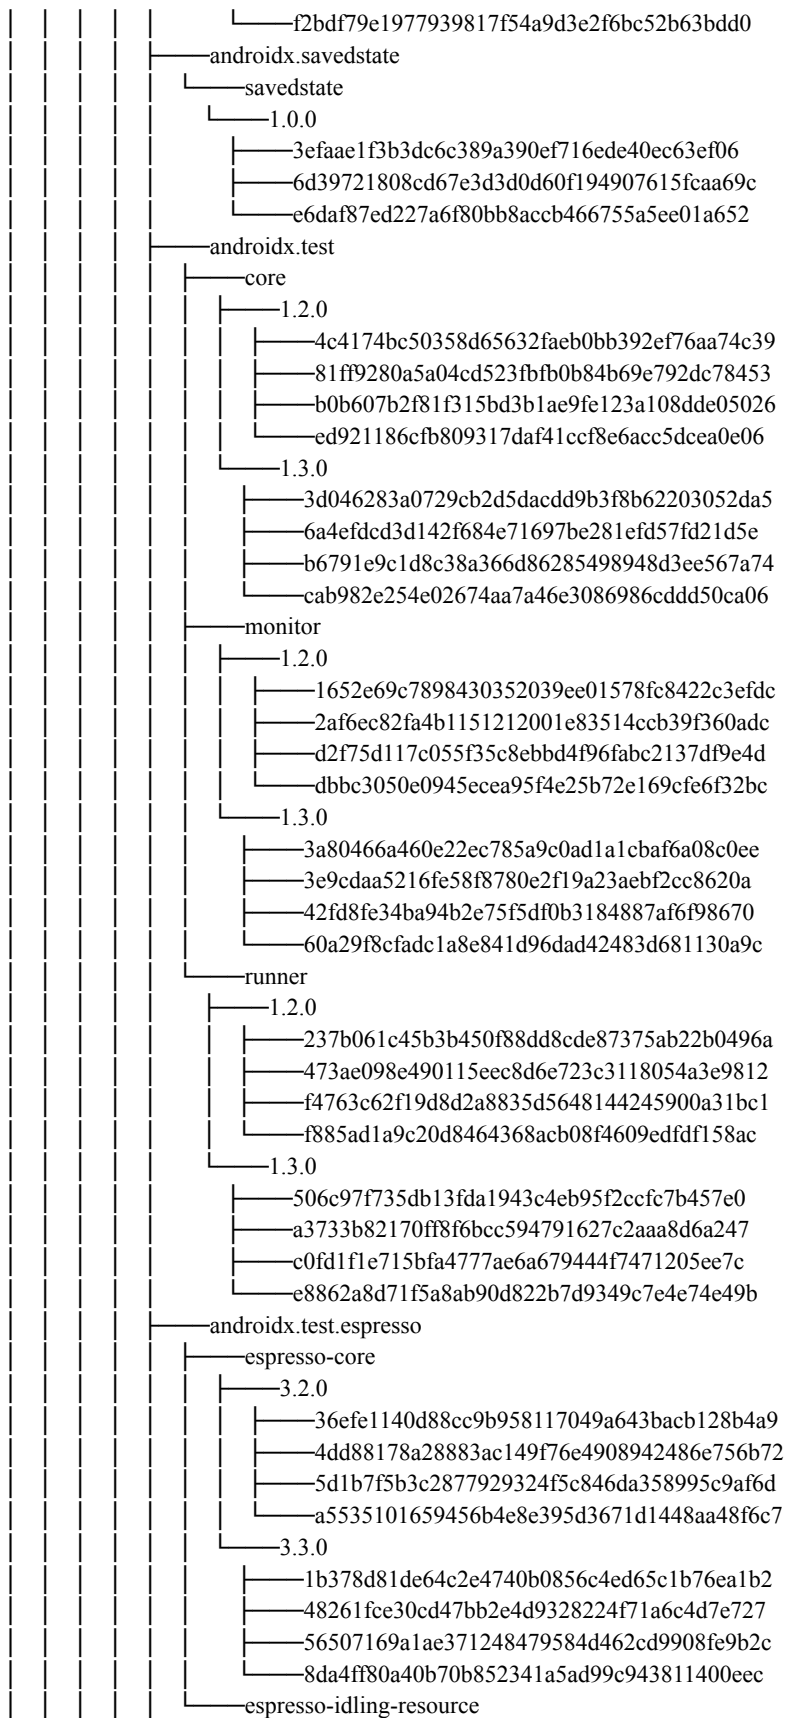 f2bdf79e1977939817f54a9d3e2f6bc52b63bdd0
androidx.savedstate
savedstate
1.0.0
3efaae1f3b3dc6c389a390ef716ede40ec63ef06
6d39721808cd67e3d3d0d60f194907615fcaa69c
e6daf87ed227a6f80bb8accb466755a5ee01a652
androidx.test
core
1.2.0
4c4174bc50358d65632faeb0bb392ef76aa74c39
81ff9280a5a04cd523fbfb0b84b69e792dc78453
b0b607b2f81f315bd3b1ae9fe123a108dde05026
ed921186cfb809317daf41ccf8e6acc5dcea0e06
1.3.0
3d046283a0729cb2d5dacdd9b3f8b62203052da5
6a4efdcd3d142f684e71697be281efd57fd21d5e
b6791e9c1d8c38a366d86285498948d3ee567a74
cab982e254e02674aa7a46e3086986cddd50ca06
monitor
1.2.0
1652e69c7898430352039ee01578fc8422c3efdc
2af6ec82fa4b1151212001e83514ccb39f360adc
d2f75d117c055f35c8ebbd4f96fabc2137df9e4d
dbbc3050e0945ecea95f4e25b72e169cfe6f32bc
1.3.0
3a80466a460e22ec785a9c0ad1a1cbaf6a08c0ee
3e9cdaa5216fe58f8780e2f19a23aebf2cc8620a
42fd8fe34ba94b2e75f5df0b3184887af6f98670
60a29f8cfadc1a8e841d96dad42483d681130a9c
runner
1.2.0
237b061c45b3b450f88dd8cde87375ab22b0496a
473ae098e490115eec8d6e723c3118054a3e9812
f4763c62f19d8d2a8835d5648144245900a31bc1
f885ad1a9c20d8464368acb08f4609edfdf158ac
1.3.0
506c97f735db13fda1943c4eb95f2ccfc7b457e0
a3733b82170ff8f6bcc594791627c2aaa8d6a247
c0fd1f1e715bfa4777ae6a679444f7471205ee7c
e8862a8d71f5a8ab90d822b7d9349c7e4e74e49b
androidx.test.espresso
espresso-core
3.2.0
36efe1140d88cc9b958117049a643bacb128b4a9
4dd88178a28883ac149f76e4908942486e756b72
5d1b7f5b3c2877929324f5c846da358995c9af6d
a5535101659456b4e8e395d3671d1448aa48f6c7
3.3.0
1b378d81de64c2e4740b0856c4ed65c1b76ea1b2
48261fce30cd47bb2e4d9328224f71a6c4d7e727
56507169a1ae371248479584d462cd9908fe9b2c
8da4ff80a40b70b852341a5ad99c943811400eec
espresso-idling-resource